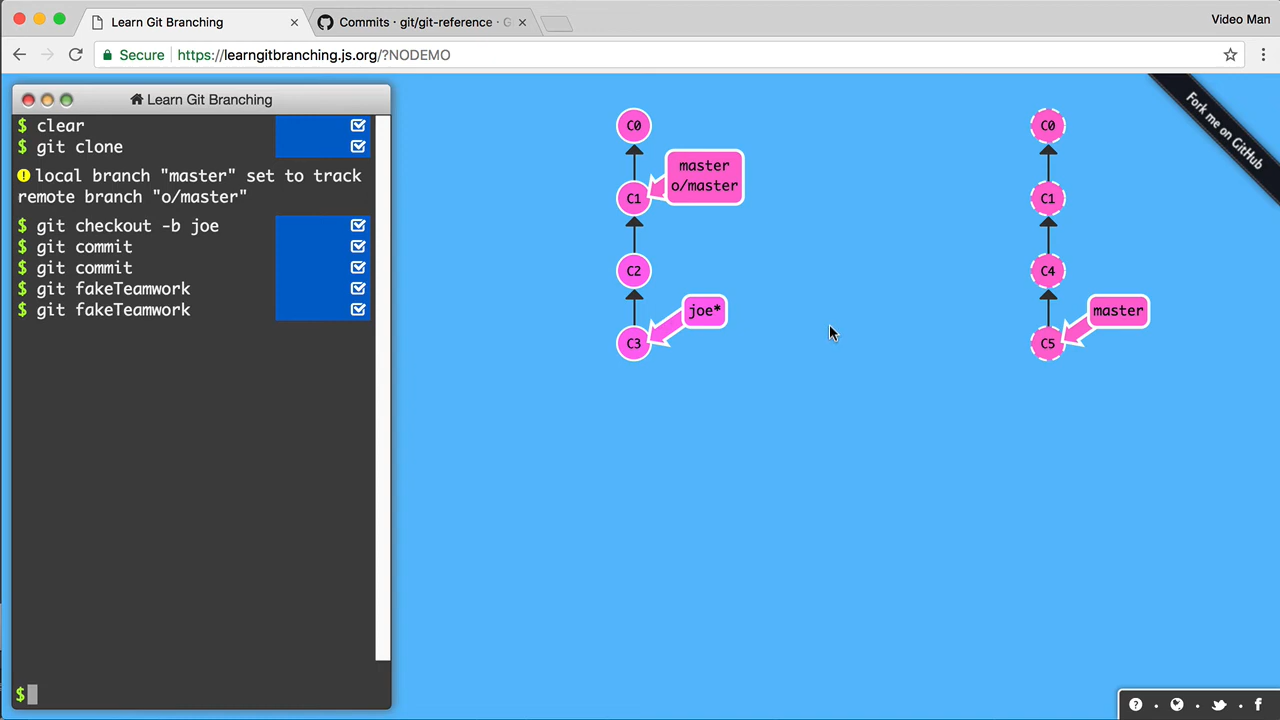 Learn Git Branching
Commits · git/git-reference · G
Video Man
Secure
https://learngitbranching.js.org/?NODEMO
Learn Git Branching
$ clear
$ git clone
local branch "master" set to track
remote branch "o/master"
$ git checkout -b joe
$ git commit
$ git commit
$ git fakeTeamwork
$ git fakeTeamwork
$
C0
master
o/master
C1
C2
joe*
C3
C0
C1
C4
master
C5
Fork me on GitHub